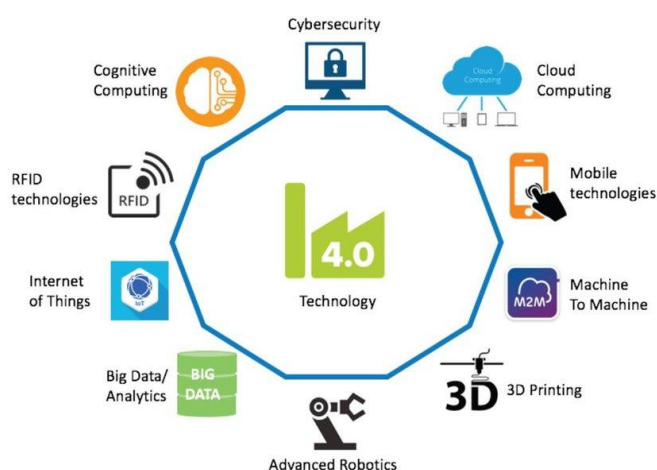 Cybersecurity
Cognitive
Computing
Cloud
Computing
Cloud
Computing
RFID
technologies
RFID
Mobile
technologies
4.0
Technology
Internet
of Things
IoT
M2M
Machine
To Machine
Big Data/
Analytics
BIG
DATA
3D
3D Printing
Advanced Robotics